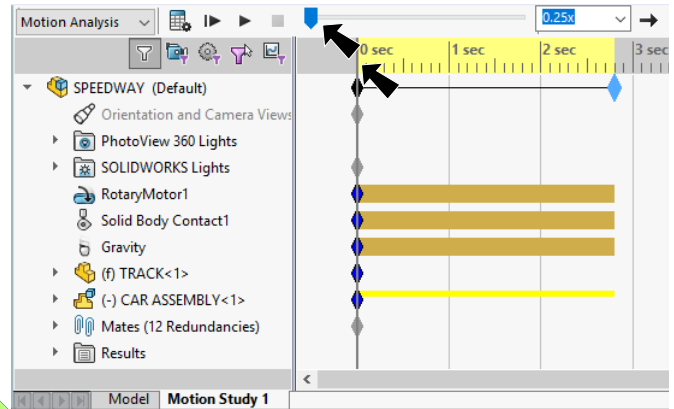 Motion Analysis 0.25x
0 sec 1 sec 2 sec 3 sec
SPEEDWAY (Default)
Orientation and Camera Views
PhotoView 360 Lights
SOLIDWORKS Lights
RotaryMotor1
Solid Body Contact1
Gravity
(f) TRACK<1>
(-) CAR ASSEMBLY<1>
Mates (12 Redundancies)
Results
Model Motion Study 1